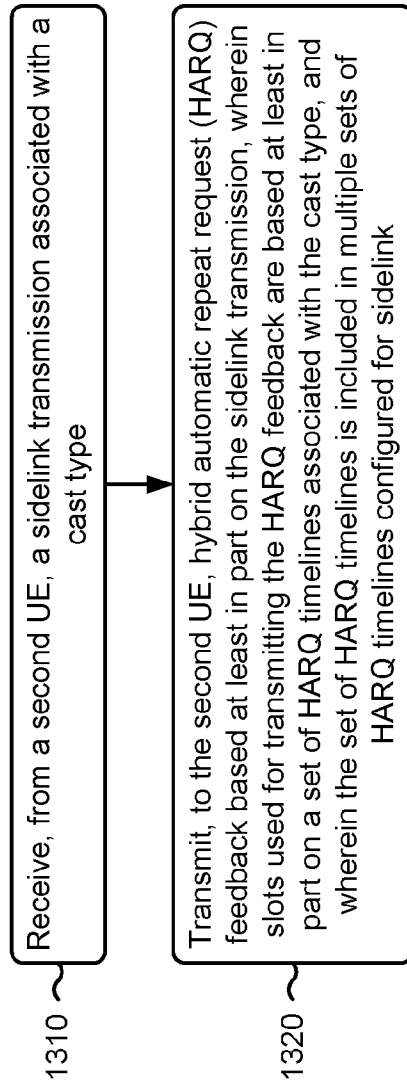 1310
Receive, from a second UE, a sidelink transmission associated with a
cast type
1320
Transmit, to the second UE, hybrid automatic repeat request (HARQ)
feedback based at least in part on the sidelink transmission, wherein
slots used for transmitting the HARQ feedback are based at least in
part on a set of HARQ timelines associated with the cast type, and
wherein the set of HARQ timelines is included in multiple sets of
HARQ timelines configured for sidelink